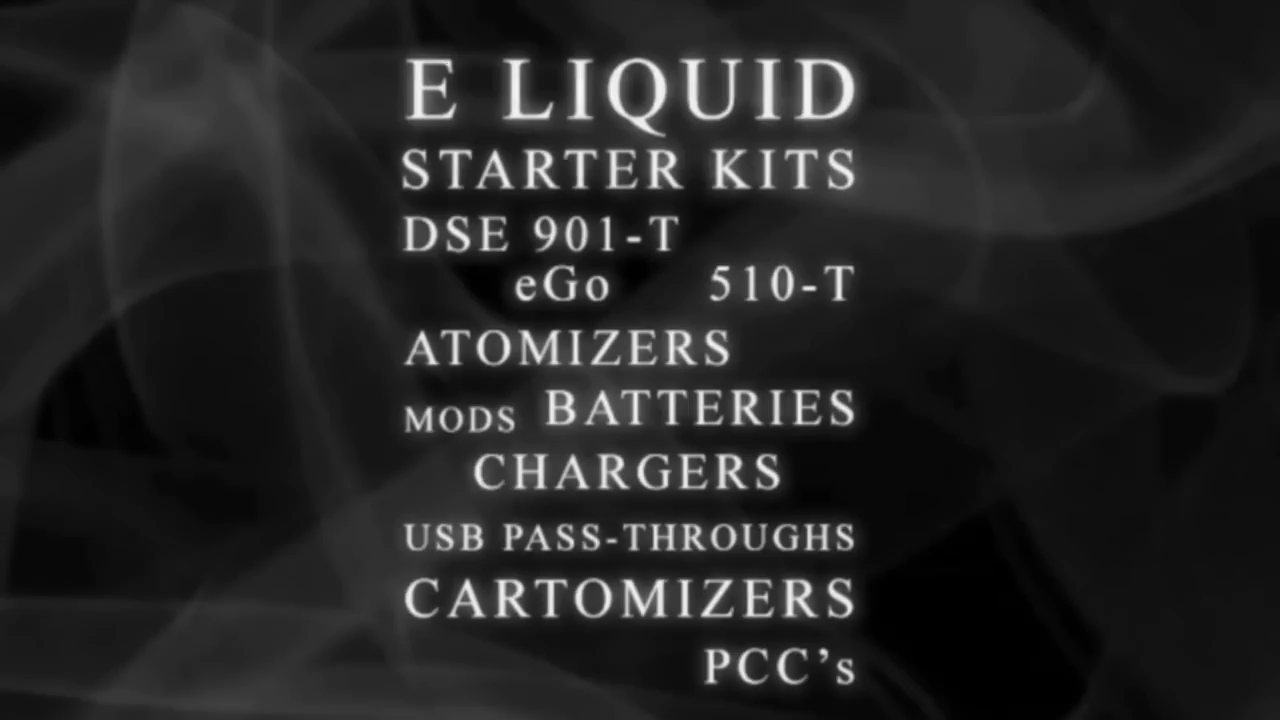 E LIQUID
STARTER KITS
DSE 901-T
eGo 510-T
ATOMIZERS
MODS BATTERIES
CHARGERS
USB PASS-THROUGHS
CARTOMIZERS
PCC’s